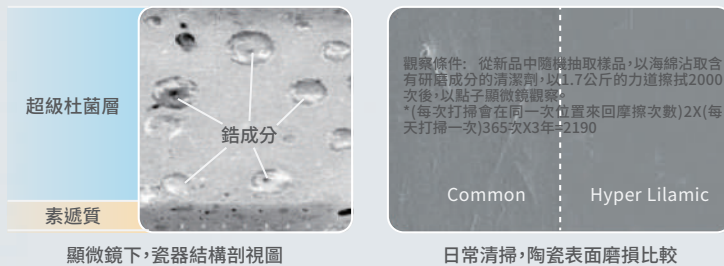 超級杜菌層
鋯成分
素遞質
顯微鏡下,瓷器結構剖視圖
觀察條件: 從新品中隨機抽取樣品,以海綿沾取含
有研磨成分的清潔劑,以1.7公斤的力道擦拭2000
次後,以點子顯微鏡觀察。
*(每次打掃會在同一次位置來回摩擦次數)2X(每
天打掃一次)365次X3年=2190
Common
Hyper Lilamic
日常清掃,陶瓷表面磨損比較